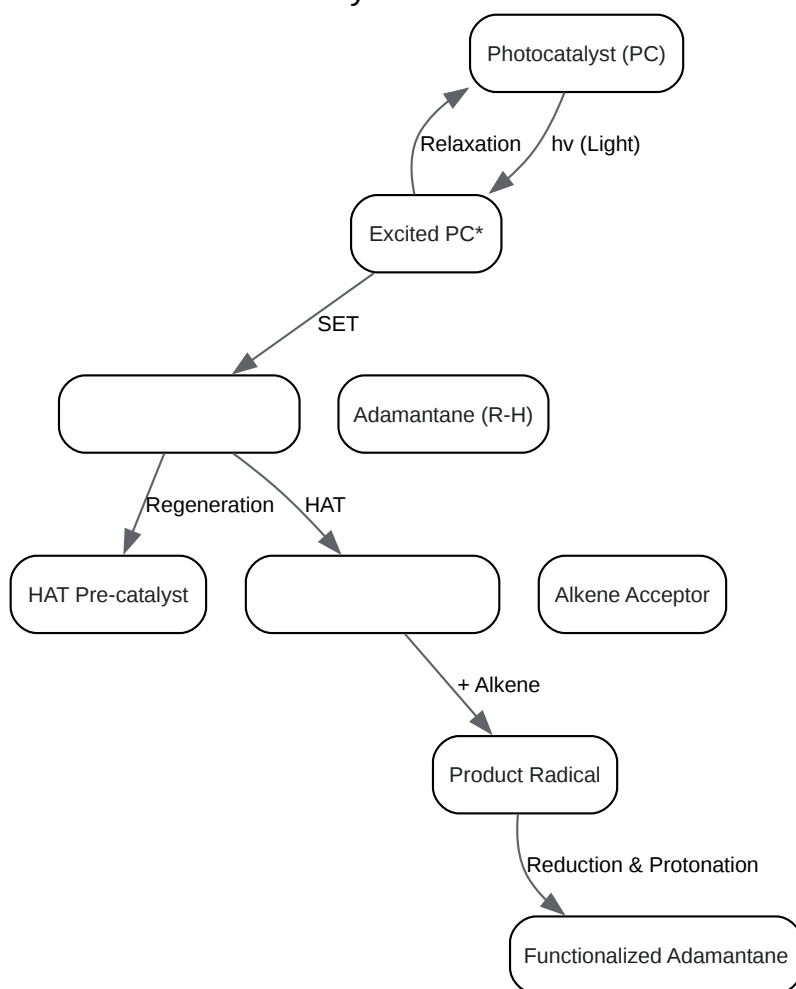 Photocatalyst (PC)
Relaxation
hv (Light)
Excited PC*
SET
Adamantane (R-H)
Regeneration
HAT
HAT Pre-catalyst
Alkene Acceptor
+ Alkene
Product Radical
Reduction & Protonation
Functionalized Adamantane